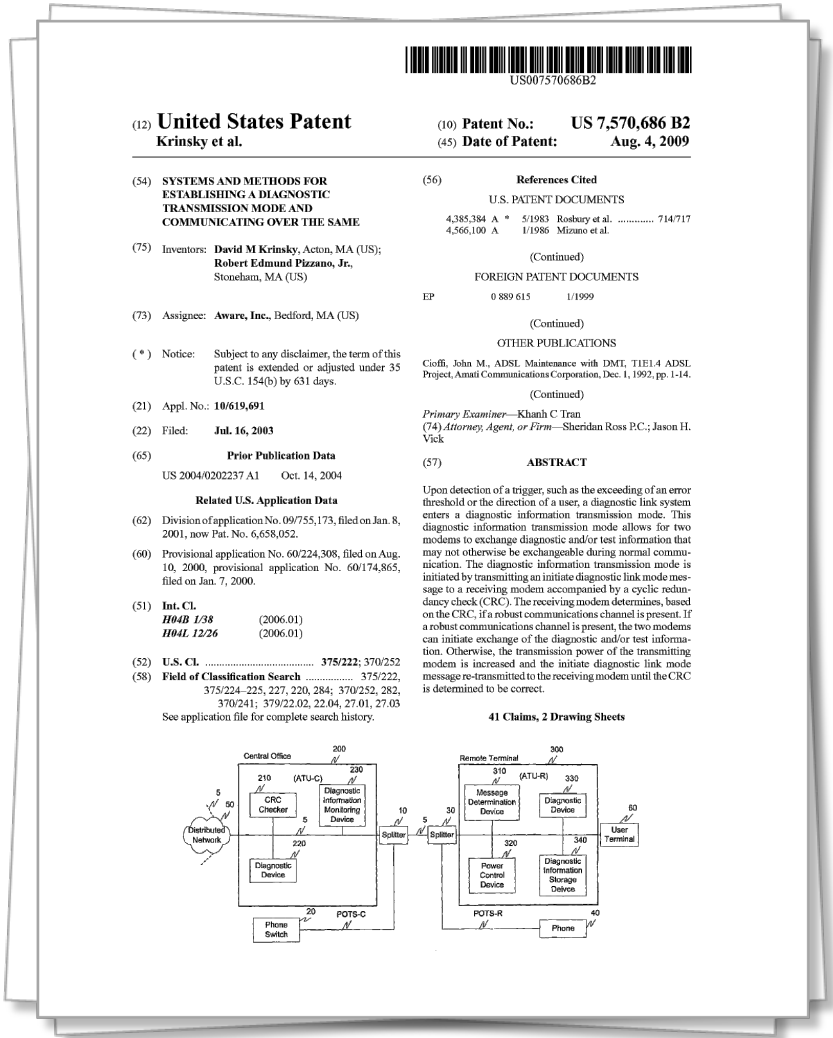 US007570686B2
(12) United States Patent
Krinsky et al.
(10) Patent No.: US 7,570,686 B2
(45) Date of Patent: Aug. 4, 2009
(54) SYSTEMS AND METHODS FOR
ESTABLISHING A DIAGNOSTIC
TRANSMISSION MODE AND
COMMUNICATING OVER THE SAME
(75) Inventors: David M Krinsky, Acton, MA (US);
Robert Edmund Pizzano, Jr.,
Stoneham, MA (US)
(73) Assignee: Aware, Inc., Bedford, MA (US)
( * ) Notice: Subject to any disclaimer, the term of this
patent is extended or adjusted under 35
U.S.C. 154(b) by 631 days.
(21) Appl. No.: 10/619,691
(22) Filed: Jul. 16, 2003
(65) Prior Publication Data
US 2004/0202237 A1 Oct. 14, 2004
Related U.S. Application Data
(62) Division of application No. 09/755,173, filed on Jan. 8,
2001, now Pat. No. 6,658,052.
(60) Provisional application No. 60/224,308, filed on Aug.
10, 2000, provisional application No. 60/174,865,
filed on Jan. 7, 2000.
(51) Int. Cl.
H04B 1/38 (2006.01)
H04L 12/26 (2006.01)
(52) U.S. Cl. ...................................... 375/222; 370/252
(58) Field of Classification Search ................ 375/222,
375/224–225, 227, 220, 284; 370/252, 282,
370/241; 379/22.02, 22.04, 27.01, 27.03
See application file for complete search history.
(56) References Cited
U.S. PATENT DOCUMENTS
4,385,384 A * 5/1983 Rosbury et al. ............. 714/717
4,566,100 A 1/1986 Mizuno et al.
(Continued)
FOREIGN PATENT DOCUMENTS
EP 0 889 615 1/1999
(Continued)
OTHER PUBLICATIONS
Cioffi, John M., ADSL Maintenance with DMT, T1E1.4 ADSL
Project, Amati Communications Corporation, Dec. 1, 1992, pp. 1-14.
(Continued)
Primary Examiner—Khanh C Tran
(74) Attorney, Agent, or Firm—Sheridan Ross P.C.; Jason H.
Vick
(57) ABSTRACT
Upon detection of a trigger, such as the exceeding of an error
threshold or the direction of a user, a diagnostic link system
enters a diagnostic information transmission mode. This
diagnostic information transmission mode allows for two
modems to exchange diagnostic and/or test information that
may not otherwise be exchangeable during normal commu-
nication. The diagnostic information transmission mode is
initiated by transmitting an initiate diagnostic link mode mes-
sage to a receiving modem accompanied by a cyclic redun-
dancy check (CRC). The receiving modem determines, based
on the CRC, if a robust communications channel is present. If
a robust communications channel is present, the two modems
can initiate exchange of the diagnostic and/or test informa-
tion. Otherwise, the transmission power of the transmitting
modem is increased and the initiate diagnostic link mode
message re-transmitted to the receiving modem until the CRC
is determined to be correct.
41 Claims, 2 Drawing Sheets
Central Office
200
(ATU-C)
210
CRC
Checker
230
Diagnostic
Information
Monitoring
Device
5
50
Distributed
Network
5
220
Diagnostic
Device
10
Splitter
5
30
Splitter
Remote Terminal
300
(ATU-R)
310
Message
Determination
Device
330
Diagnostic
Device
320
Power
Control
Device
340
Diagnostic
Information
Storage
Deivce
60
User
Terminal
20
Phone
Switch
POTS-C
POTS-R
40
Phone